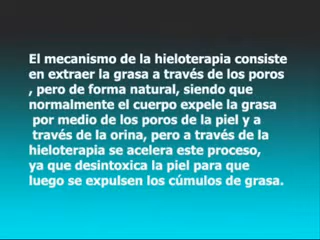 El mecanismo de la hieloterapia consiste
en extraer la grasa a través de los poros
, pero de forma natural, siendo que
normalmente el cuerpo expele la grasa
por medio de los poros de la piel y a
través de la orina, pero a través de la
hieloterapia se acelera este proceso,
ya que desintoxica la piel para que
luego se expulsen los cúmulos de grasa.